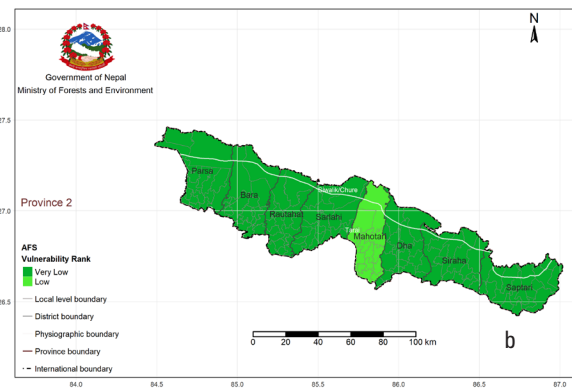 N
28.0
Government of Nepal
Ministry of Forests and Environment
27.5
Siwalik/Chure
Parsa
Bara
Rautahat
Sarlahi
Terai
Mahotari
Dha
Siraha
Saptari
Province 2
27.0
AFS
Vulnerability Rank
Very Low
Low
Local level boundary
District boundary
Physiographic boundary
Province boundary
International boundary
26.5
0 20 40 60 80 100 km
b
84.0 84.5 85.0 85.5 86.0 86.5 87.0